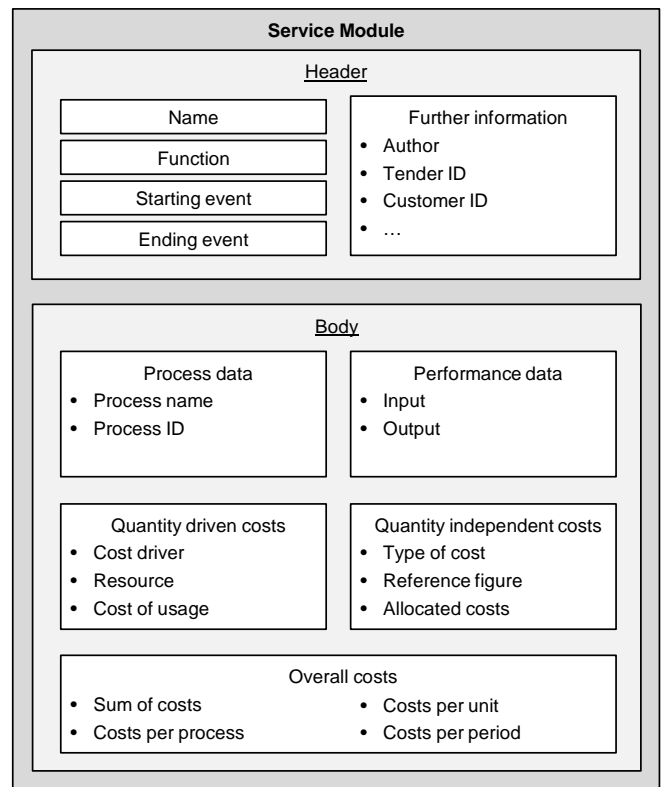 Service Module
Header
Name
Function
Starting event
Ending event
Further information
• Author
• Tender ID
• Customer ID
• …
Body
Process data
• Process name
• Process ID
Performance data
• Input
• Output
Quantity driven costs
• Cost driver
• Resource
• Cost of usage
Quantity independent costs
• Type of cost
• Reference figure
• Allocated costs
Overall costs
• Sum of costs
• Costs per process
• Costs per unit
• Costs per period